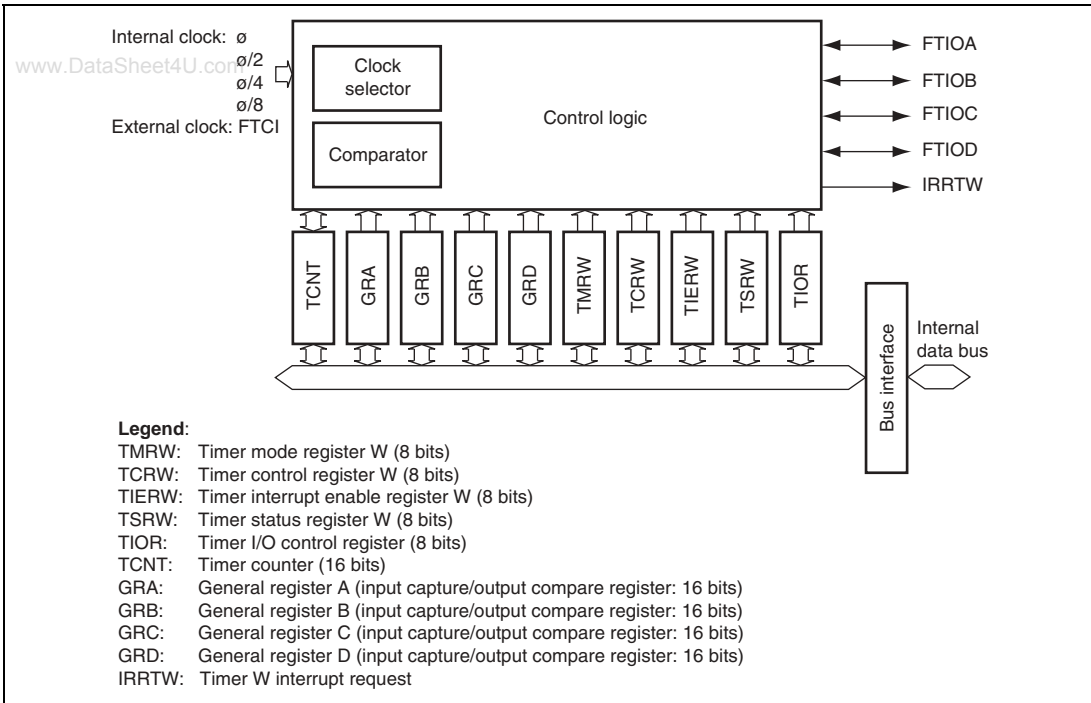 Internal clock: ø
ø/2
www.DataSheet4U.com
ø/4
ø/8
External clock: FTCI
Clock
selector
Comparator
Control logic
FTIOA
FTIOB
FTIOC
FTIOD
IRRTW
TCNT
GRA
GRB
GRC
GRD
TMRW
TCRW
TIERW
TSRW
TIOR
Bus interface
Internal
data bus
Legend:
TMRW: Timer mode register W (8 bits)
TCRW: Timer control register W (8 bits)
TIERW: Timer interrupt enable register W (8 bits)
TSRW: Timer status register W (8 bits)
TIOR: Timer I/O control register (8 bits)
TCNT: Timer counter (16 bits)
GRA: General register A (input capture/output compare register: 16 bits)
GRB: General register B (input capture/output compare register: 16 bits)
GRC: General register C (input capture/output compare register: 16 bits)
GRD: General register D (input capture/output compare register: 16 bits)
IRRTW: Timer W interrupt request